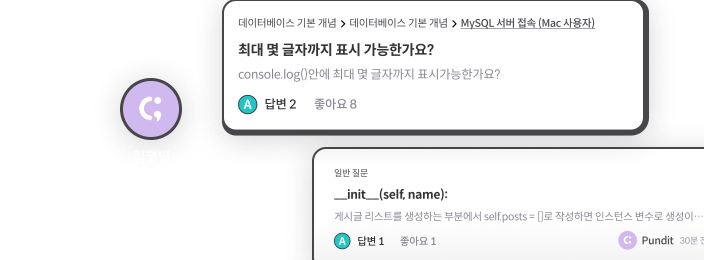 데이터베이스 기본 개념 > 데이터베이스 기본 개념 > MySQL 서버 접속 (Mac 사용자)
최대 몇 글자까지 표시 가능한가요?
console.log()안에 최대 몇 글자까지 표시가능한가요?
A 답변 2 좋아요 8
일반 질문
__init__(self, name):
게시글 리스트를 생성하는 부분에서 self.posts = []로 작성하면 인스턴스 변수로 생성이…
A 답변 1 좋아요 1 Pundit 30분 전